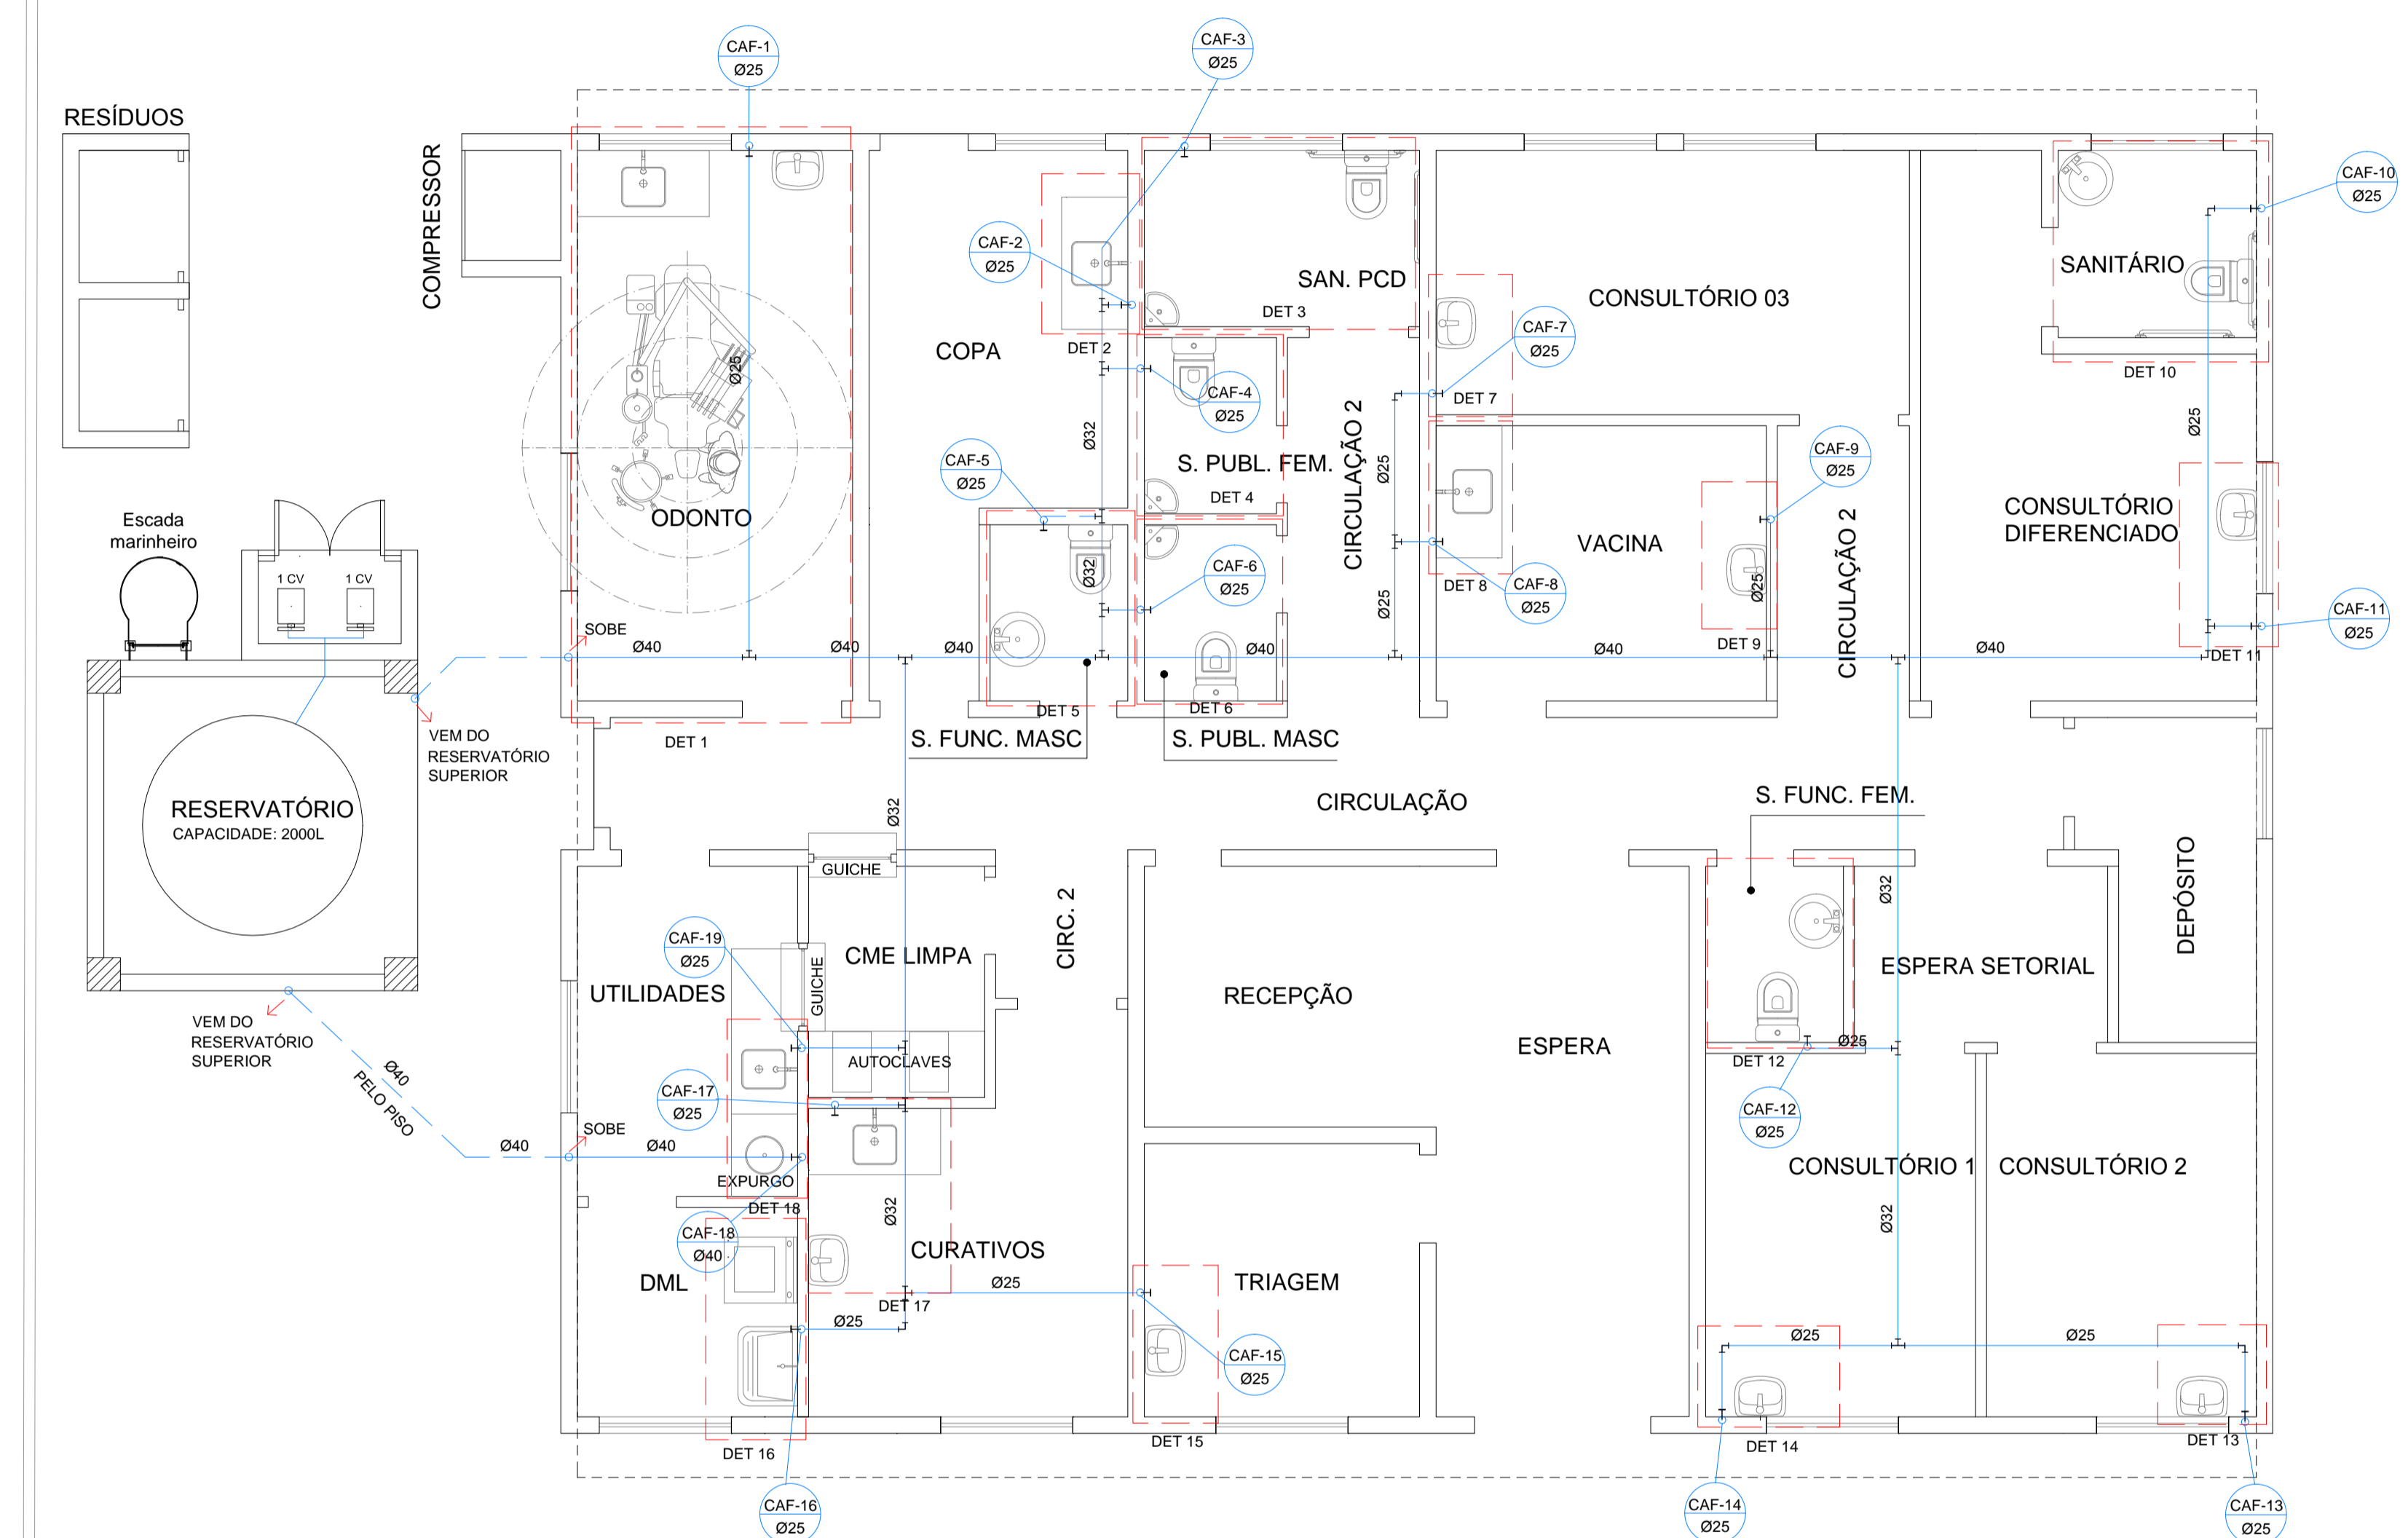 CAF-1
Ø25
CAF-3
Ø25
RESÍDUOS
COMPRESSOR
CAF-10
Ø25
CAF-2
Ø25
SAN. PCD
SANITÁRIO
CONSULTÓRIO 03
DET 3
CAF-7
Ø25
COPA
DET 2
Ø25
DET 10
CAF-4
Ø25
DET 7
Ø32
Ø25
CAF-5
Ø25
S. PUBL. FEM.
CIRCULAÇÃO 2
Ø25
CAF-9
Ø25
DET 4
ODONTO
CONSULTÓRIO
DIFERENCIADO
Escada
marinheiro
VACINA
CIRCULAÇÃO 2
1 CV
1 CV
Ø32
CAF-6
Ø25
DET 8
CAF-8
Ø25
Ø25
Ø25
CAF-11
Ø25
SOBE
Ø40
Ø40
Ø40
Ø40
Ø40
DET 9
Ø40
DET 11
DET 1
DET 5
DET 6
S. FUNC. MASC
S. PUBL. MASC
VEM DO
RESERVATÓRIO
SUPERIOR
RESERVATÓRIO
CAPACIDADE: 2000L
Ø32
CIRCULAÇÃO
S. FUNC. FEM.
GUICHE
Ø32
DEPÓSITO
CIRC. 2
CAF-19
Ø25
CME LIMPA
GUICHE
UTILIDADES
RECEPÇÃO
ESPERA SETORIAL
VEM DO
RESERVATÓRIO
SUPERIOR
ESPERA
Ø25
DET 12
AUTOCLAVES
Ø40
PELO PISO
CAF-17
Ø25
CAF-12
Ø25
SOBE
Ø40
Ø40
EXPURGO
CONSULTÓRIO 1
CONSULTÓRIO 2
DET 18
Ø32
Ø32
CAF-18
Ø40
CURATIVOS
DML
Ø25
TRIAGEM
DET 17
Ø25
Ø25
Ø25
CAF-15
Ø25
DET 16
DET 15
DET 14
DET 13
CAF-16
Ø25
CAF-14
Ø25
CAF-13
Ø25